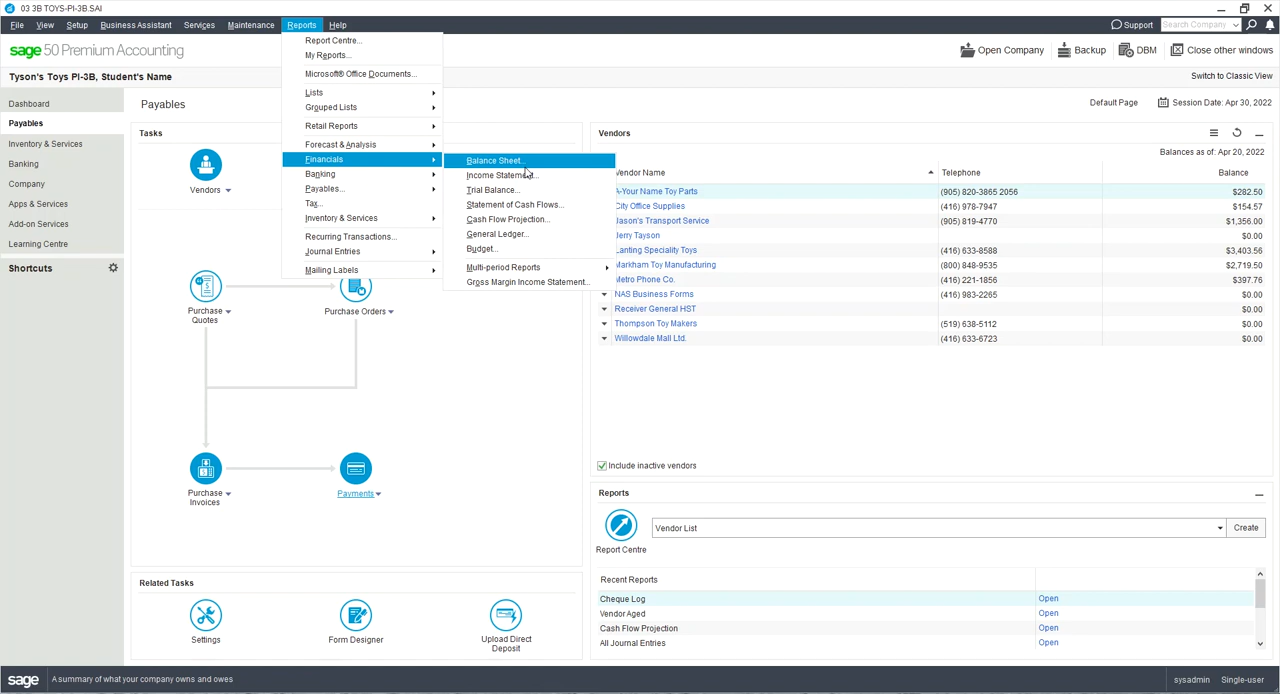 03 3B TOYS-PI-3B.SAI
File View Setup Business Assistant Services Maintenance Reports Help
Support Search Company
sage 50 Premium Accounting
Open Company Backup DBM Close other windows
Tyson's Toys PI-3B, Student's Name
Switch to Classic View
Dashboard
Payables
Inventory & Services
Banking
Company
Apps & Services
Add-on Services
Learning Centre
Shortcuts
Payables
Default Page Session Date: Apr 30, 2022
Tasks
Vendors
Purchase
Quotes
Purchase Orders
Purchase
Invoices
Payments
Related Tasks
Settings
Form Designer
Upload Direct
Deposit
Report Centre...
My Reports...
Microsoft® Office Documents...
Lists
Grouped Lists
Retail Reports
Forecast & Analysis
Financials
Banking
Payables...
Tax...
Inventory & Services
Recurring Transactions...
Journal Entries
Mailing Labels
Balance Sheet...
Income Statement...
Trial Balance...
Statement of Cash Flows...
Cash Flow Projection...
General Ledger...
Budget...
Multi-period Reports
Gross Margin Income Statement...
Vendors
Balances as of: Apr 20, 2022
Vendor Name Telephone Balance
A-Your Name Toy Parts (905) 820-3865 2056 $282.50
City Office Supplies (416) 978-7947 $154.57
Jason's Transport Service (905) 819-4770 $1,356.00
Jerry Tayson $0.00
Lanting Speciality Toys (416) 633-8588 $3,403.56
Markham Toy Manufacturing (800) 848-9535 $2,719.50
Metro Phone Co. (416) 221-1856 $397.76
NAS Business Forms (416) 983-2265 $0.00
Receiver General HST $0.00
Thompson Toy Makers (519) 638-5112 $0.00
Willowdale Mall Ltd. (416) 633-6723 $0.00
Include inactive vendors
Reports
Report Centre
Vendor List Create
Recent Reports
Cheque Log Open
Vendor Aged Open
Cash Flow Projection Open
All Journal Entries Open
sage A summary of what your company owns and owes
sysadmin Single-user